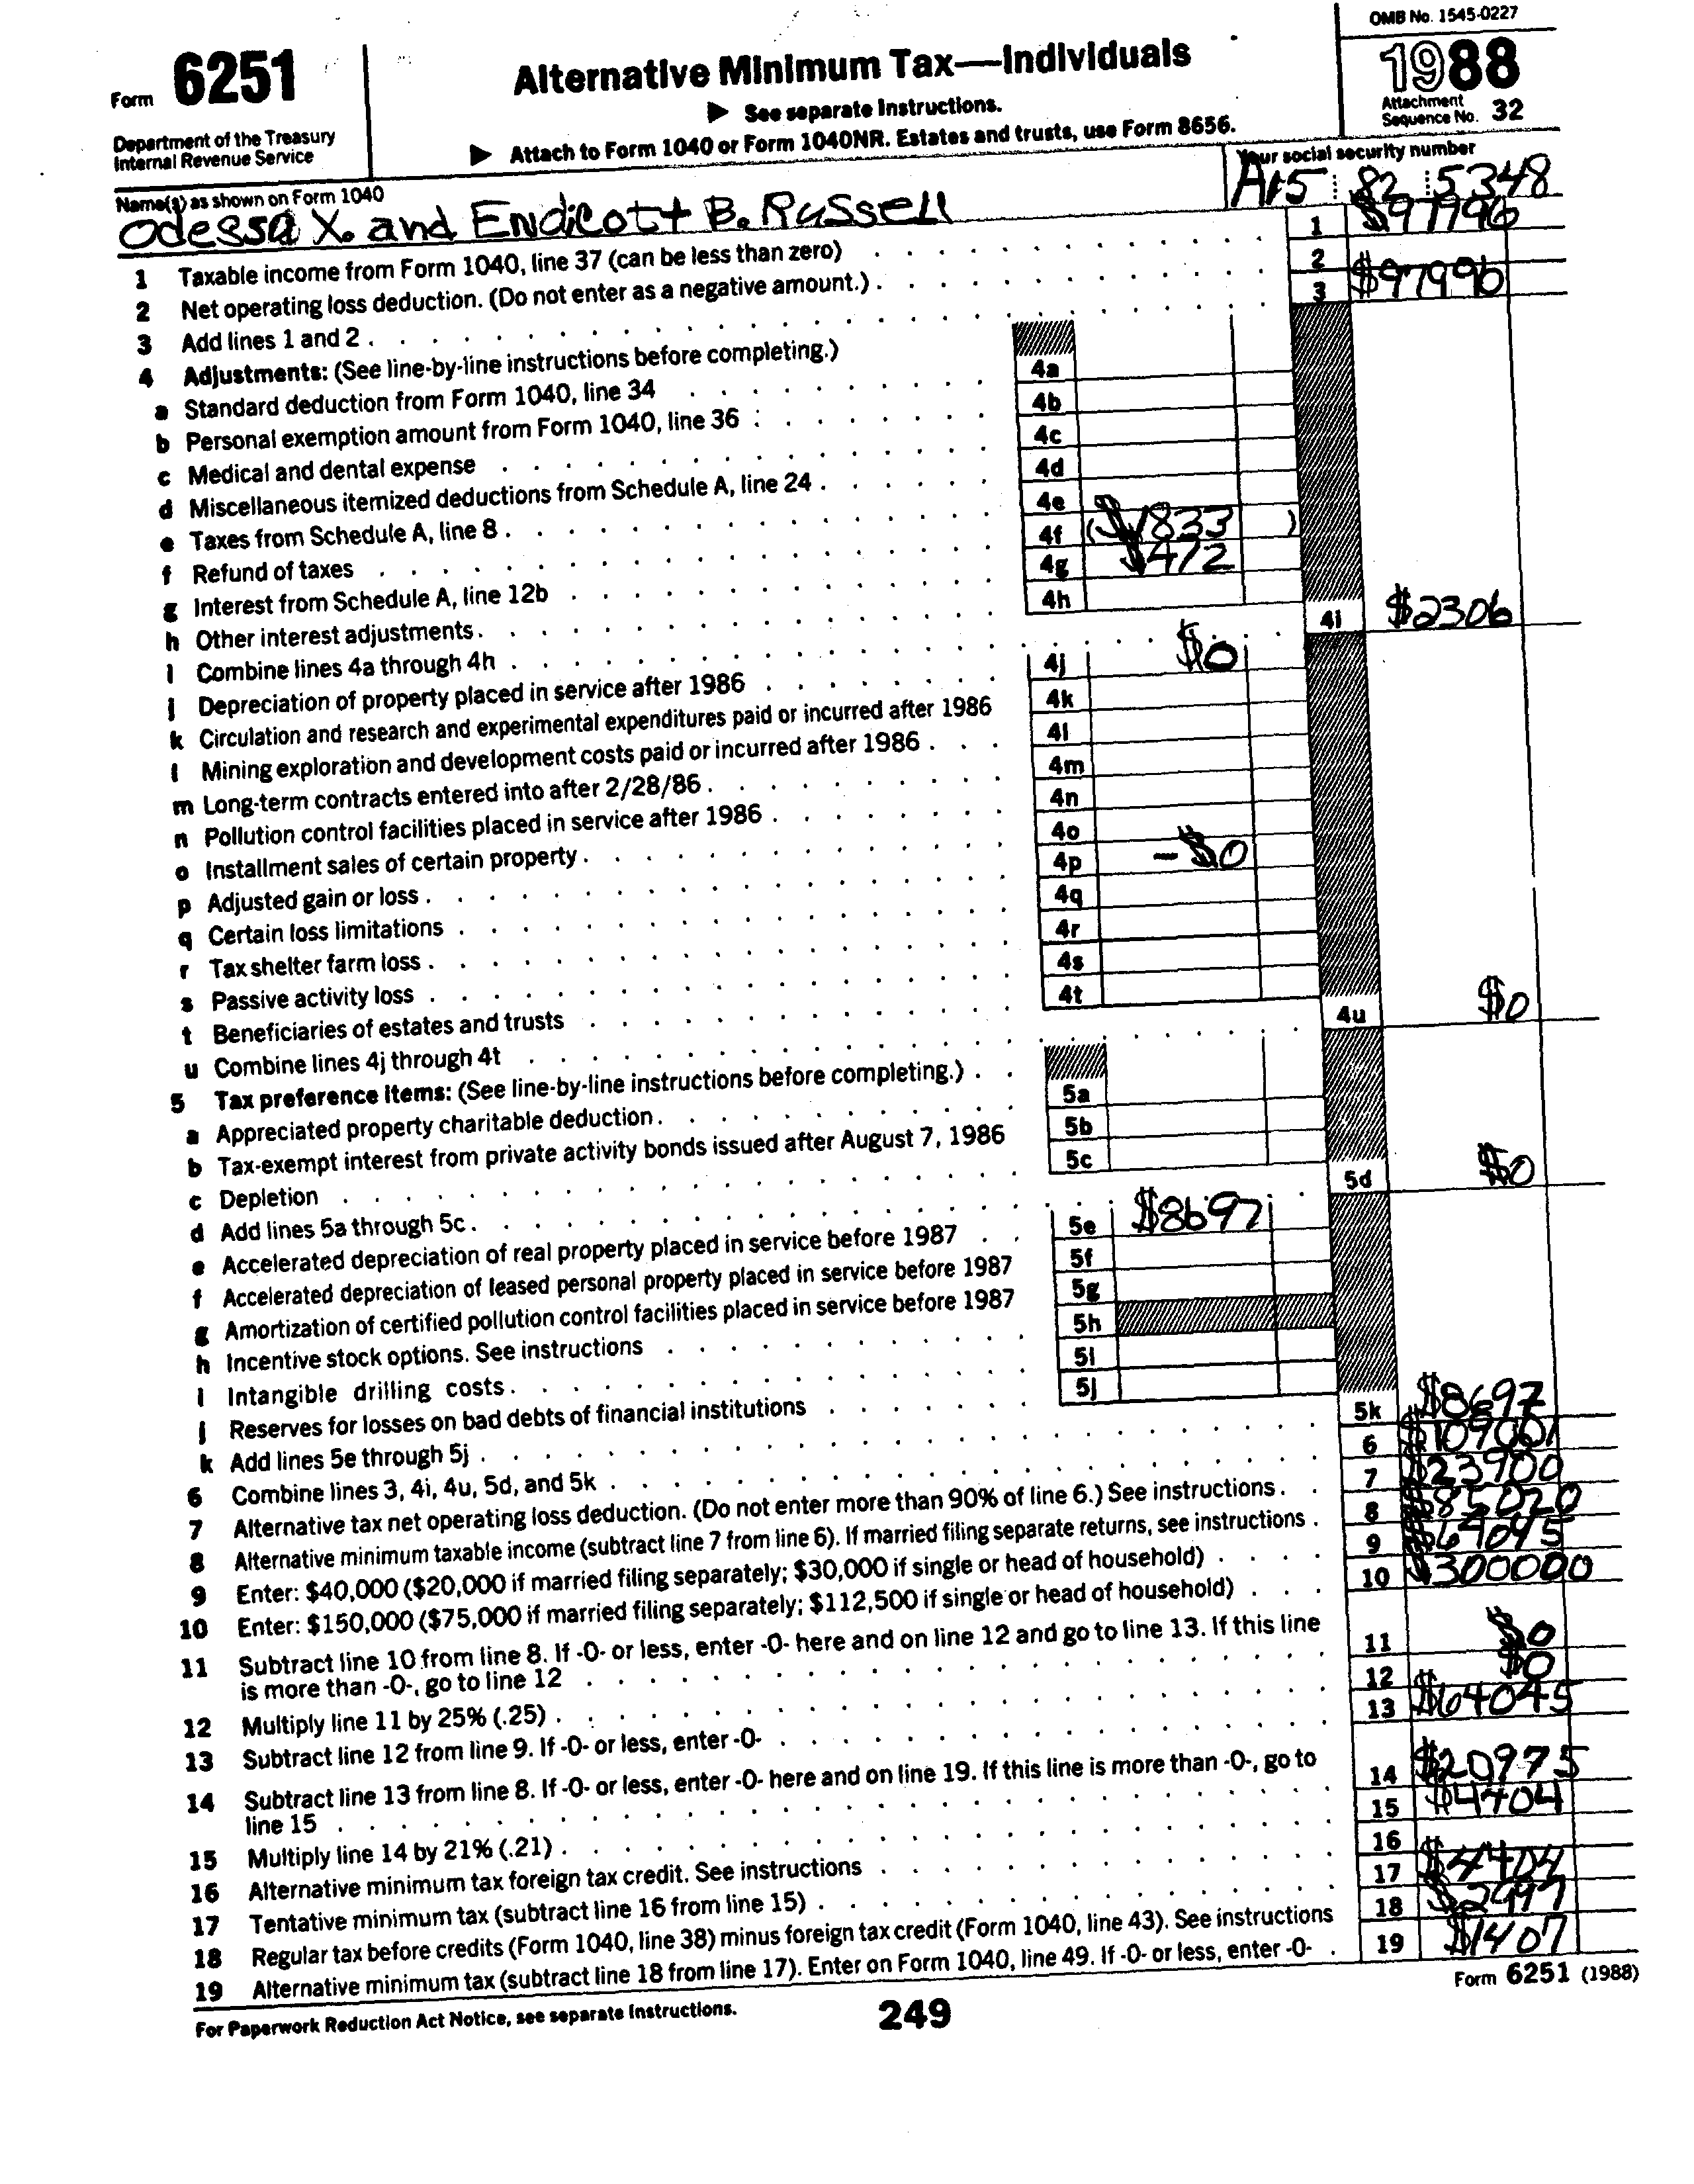 OMB No. 1545-0227
Form 6251
Alternative Minimum Tax—Individuals
1988
▶ See separate Instructions.
Attachment
Sequence No. 32
Department of the Treasury
Internal Revenue Service
▶ Attach to Form 1040 or Form 1040NR. Estates and trusts, use Form 8656.
Name(s) as shown on Form 1040
Your social security number
Odessa X. and Endicott B. Russell
82 5348
1 Taxable income from Form 1040, line 37 (can be less than zero) 1 $97996
2 Net operating loss deduction. (Do not enter as a negative amount.) 2
3 Add lines 1 and 2 3 $97996
4 Adjustments: (See line-by-line instructions before completing.)
a Standard deduction from Form 1040, line 34 4a
b Personal exemption amount from Form 1040, line 36 4b
c Medical and dental expense 4c
d Miscellaneous itemized deductions from Schedule A, line 24 4d
e Taxes from Schedule A, line 8 4e
f Refund of taxes 4f ($1833)
g Interest from Schedule A, line 12b 4g $472
h Other interest adjustments 4h
i Combine lines 4a through 4h 4i $2306
j Depreciation of property placed in service after 1986 4j $0
k Circulation and research and experimental expenditures paid or incurred after 1986 4k
l Mining exploration and development costs paid or incurred after 1986 4l
m Long-term contracts entered into after 2/28/86 4m
n Pollution control facilities placed in service after 1986 4n
o Installment sales of certain property 4o
p Adjusted gain or loss 4p -$0
q Certain loss limitations 4q
r Tax shelter farm loss 4r
s Passive activity loss 4s
t Beneficiaries of estates and trusts 4t
u Combine lines 4j through 4t 4u $0
5 Tax preference items: (See line-by-line instructions before completing.)
a Appreciated property charitable deduction 5a
b Tax-exempt interest from private activity bonds issued after August 7, 1986 5b
c Depletion 5c
d Add lines 5a through 5c 5d $0
e Accelerated depreciation of real property placed in service before 1987 5e $8697
f Accelerated depreciation of leased personal property placed in service before 1987 5f
g Amortization of certified pollution control facilities placed in service before 1987 5g
h Incentive stock options. See instructions 5h
i Intangible drilling costs 5i
j Reserves for losses on bad debts of financial institutions 5j
k Add lines 5e through 5j 5k $8697
6 Combine lines 3, 4i, 4u, 5d, and 5k 6 $109001
7 Alternative tax net operating loss deduction. (Do not enter more than 90% of line 6.) See instructions 7 $23900
8 Alternative minimum taxable income (subtract line 7 from line 6). If married filing separate returns, see instructions 8 $85020
9 Enter: $40,000 ($20,000 if married filing separately; $30,000 if single or head of household) 9 $64045
10 Enter: $150,000 ($75,000 if married filing separately; $112,500 if single or head of household) 10 $300000
11 Subtract line 10 from line 8. If -0- or less, enter -0- here and on line 12 and go to line 13. If this line
is more than -0-, go to line 12 11 $0
12 Multiply line 11 by 25% (.25) 12 $0
13 Subtract line 12 from line 9. If -0- or less, enter -0- 13 $64045
14 Subtract line 13 from line 8. If -0- or less, enter -0- here and on line 19. If this line is more than -0-, go to
line 15 14 $20975
15 Multiply line 14 by 21% (.21) 15 $4404
16 Alternative minimum tax foreign tax credit. See instructions 16
17 Tentative minimum tax (subtract line 16 from line 15) 17 $4404
18 Regular tax before credits (Form 1040, line 38) minus foreign tax credit (Form 1040, line 43). See instructions 18 $2997
19 Alternative minimum tax (subtract line 18 from line 17). Enter on Form 1040, line 49. If -0- or less, enter -0- 19 $1407
For Paperwork Reduction Act Notice, see separate Instructions.
249
Form 6251 (1988)